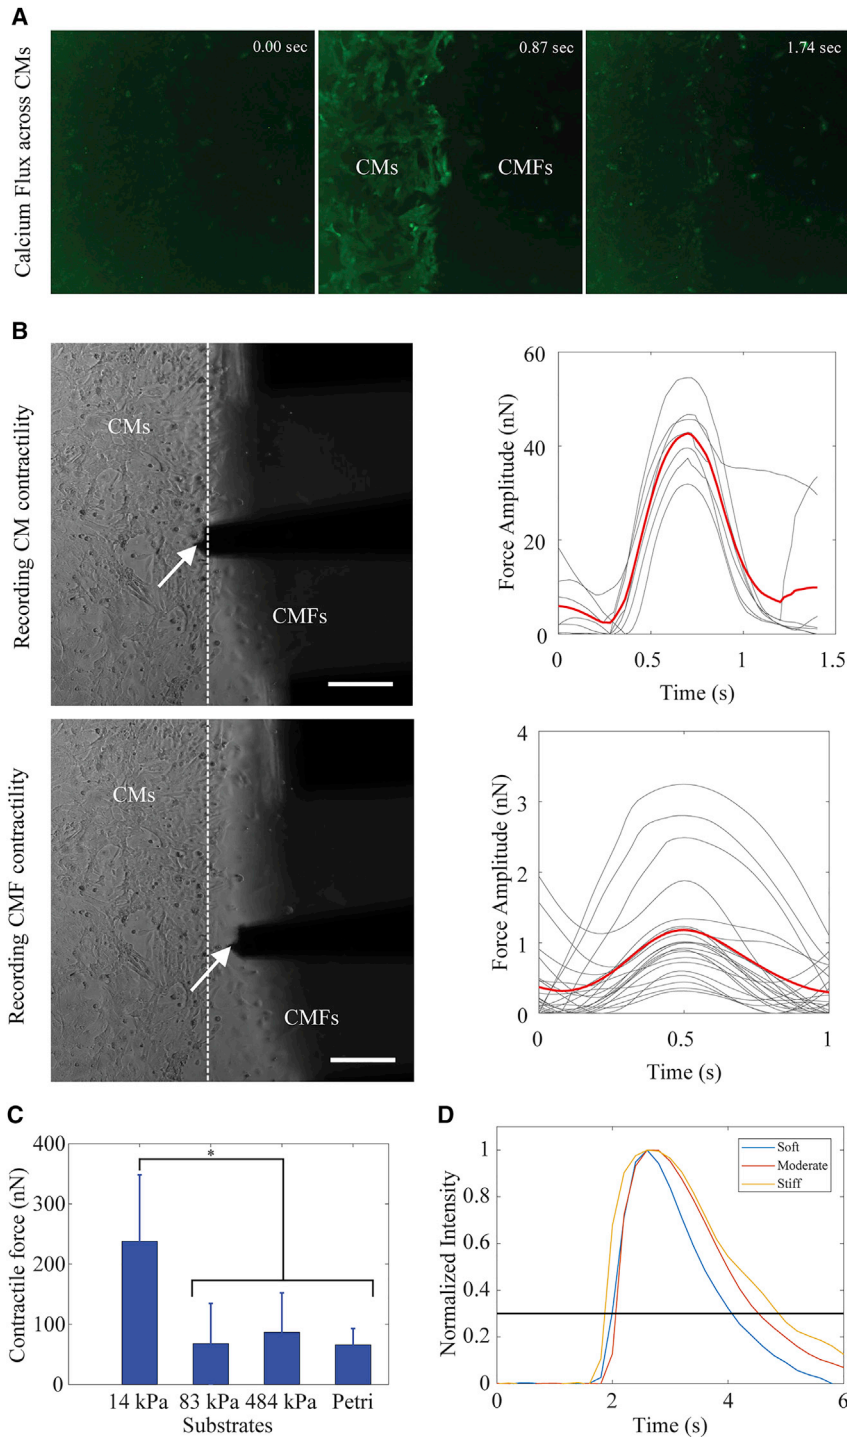 A
Calcium Flux across CMs
0.00 sec
0.87 sec
1.74 sec
CMs
CMFs
B
Recording CM contractility
CMs
CMFs
60
40
20
0
0
0.5
1
1.5
Force Amplitude (nN)
Time (s)
Recording CMF contractility
CMs
CMFs
4
3
2
1
0
0
0.5
1
Force Amplitude (nN)
Time (s)
C
400
300
200
100
0
Contractile force (nN)
*
14 kPa
83 kPa
484 kPa
Petri
Substrates
D
1
0.8
0.6
0.4
0.2
0
Normalized Intensity
Soft
Moderate
Stiff
0
2
4
6
Time (s)